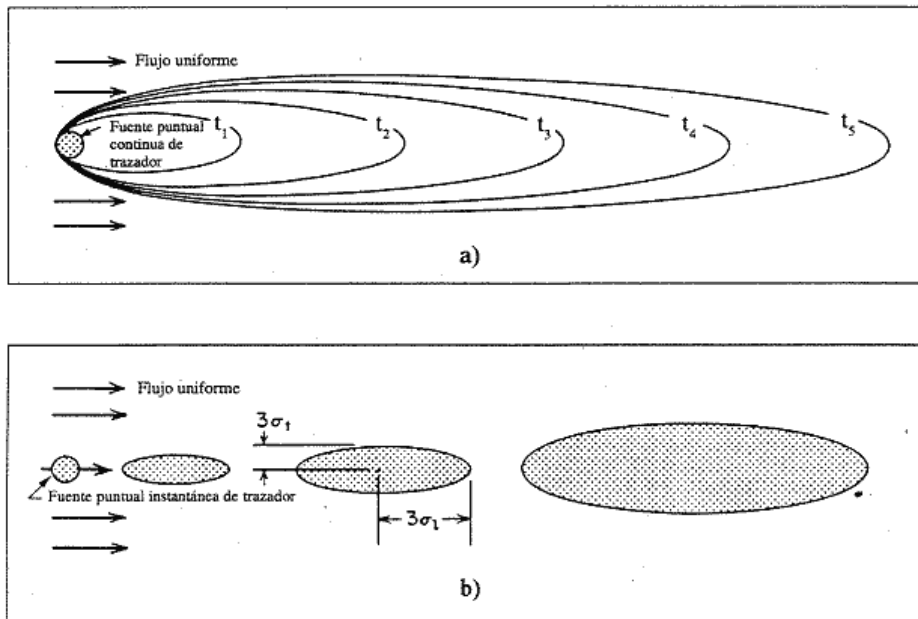 Flujo uniforme
Fuente puntual
continua de
trazador
t₁
t₂
t₃
t₄
t₅
a)
Flujo uniforme
3σₜ
Fuente puntual instantánea de trazador
3σₗ
b)